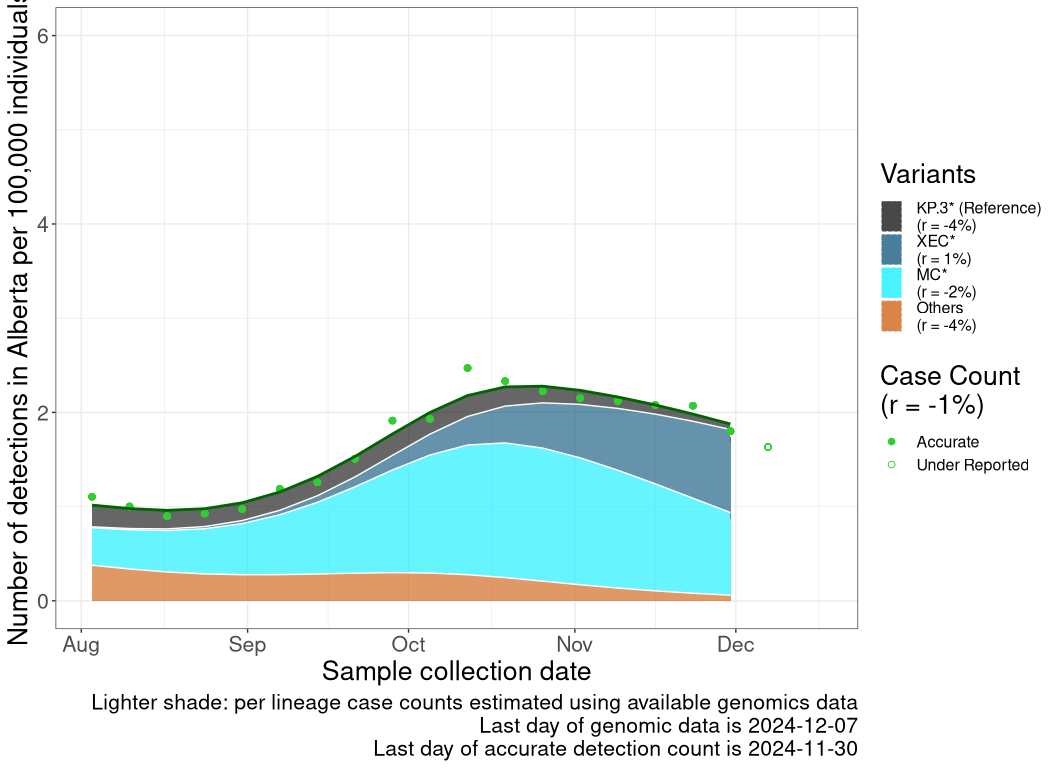 Number of detections in Alberta per 100,000 individuals
6
4
2
0
Aug Sep Oct Nov Dec
Sample collection date
Lighter shade: per lineage case counts estimated using available genomics data
Last day of genomic data is 2024-12-07
Last day of accurate detection count is 2024-11-30
Variants
KP.3* (Reference)
(r = -4%)
XEC*
(r = 1%)
MC*
(r = -2%)
Others
(r = -4%)
Case Count
(r = -1%)
Accurate
Under Reported